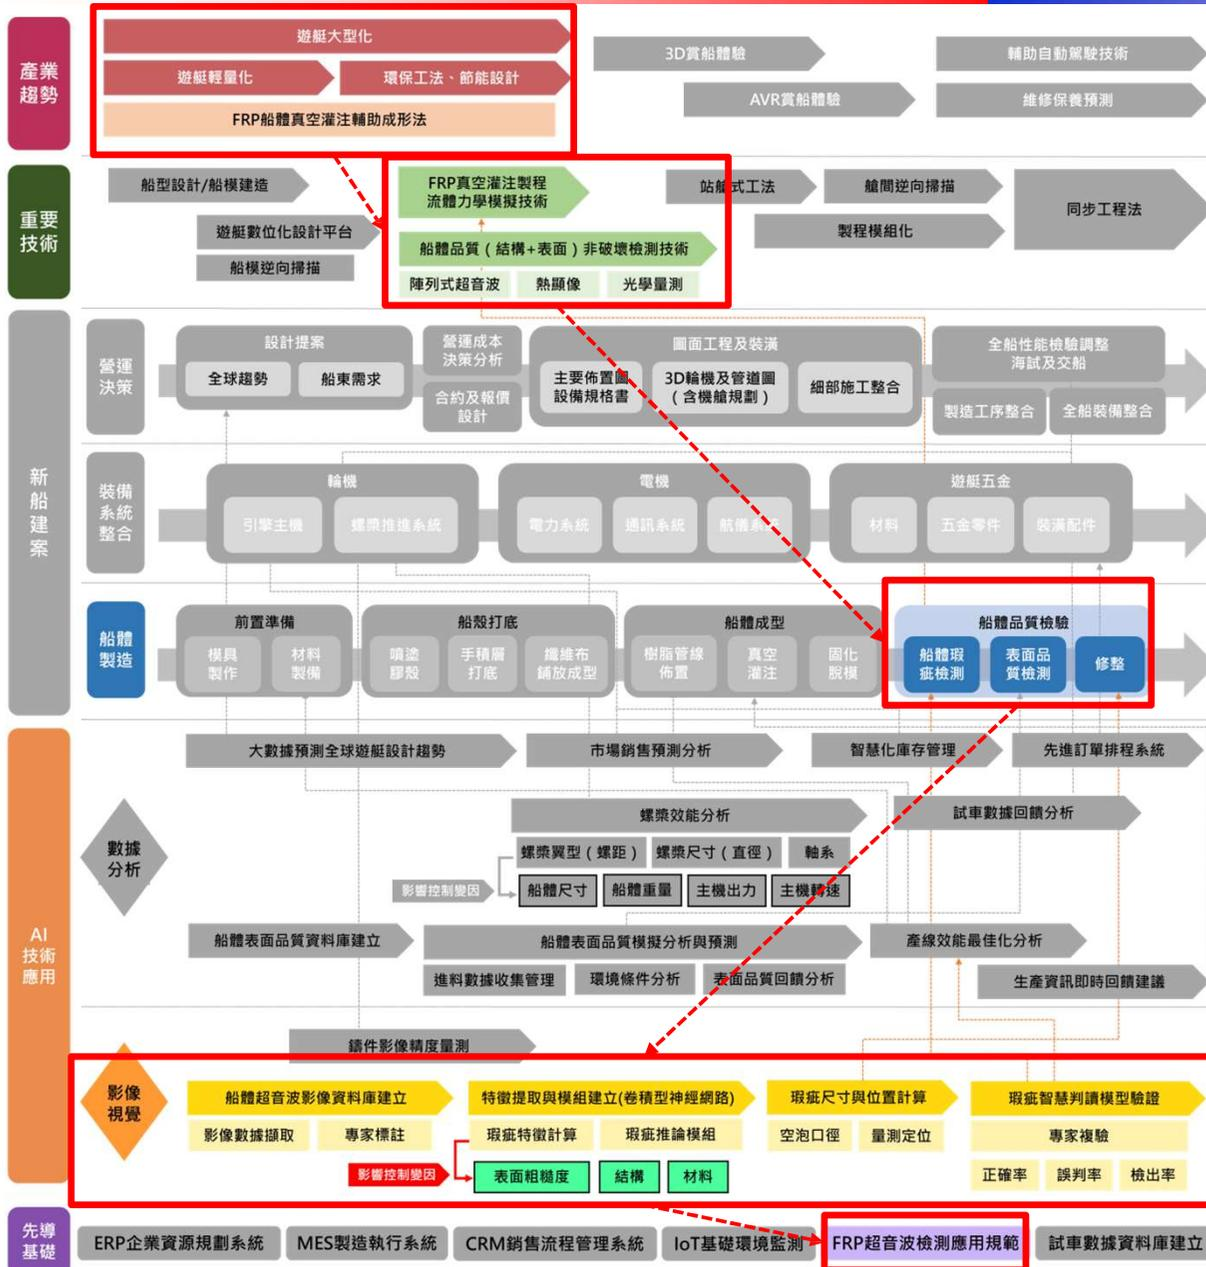 產業
趨勢
遊艇大型化
遊艇輕量化
環保工法、節能設計
FRP船體真空灌注輔助成形法
3D賞船體驗
AVR賞船體驗
輔助自動駕駛技術
維修保養預測
重要
技術
船型設計/船模建造
遊艇數位化設計平台
船模逆向掃描
FRP真空灌注製程
流體力學模擬技術
船體品質(結構+表面)非破壞檢測技術
陣列式超音波
熱顯像
光學量測
站艙式工法
艙間逆向掃描
製程模組化
同步工程法
新船建案
營運
決策
設計提案
全球趨勢
船東需求
營運成本
決策分析
合約及報價
設計
圖面工程及裝潢
主要佈置圖
設備規格書
3D輪機及管道圖
(含機艙規劃)
細部施工整合
全船性能檢驗調整
海試及交船
製造工序整合
全船裝備整合
裝備
系統
整合
輪機
引擎主機
螺槳推進系統
電機
電力系統
通訊系統
航儀系統
遊艇五金
材料
五金零件
裝潢配件
船體
製造
前置準備
模具
製作
材料
製備
船殼打底
噴塗
膠殼
手積層
打底
纖維布
鋪放成型
船體成型
樹脂管線
佈置
真空
灌注
固化
脫模
船體品質檢驗
船體瑕
疵檢測
表面品
質檢測
修整
AI
技術
應用
數據
分析
大數據預測全球遊艇設計趨勢
市場銷售預測分析
智慧化庫存管理
先進訂單排程系統
螺槳效能分析
試車數據回饋分析
螺槳翼型(螺距)
螺槳尺寸(直徑)
軸系
影響控制變因
船體尺寸
船體重量
主機出力
主機轉速
船體表面品質資料庫建立
船體表面品質模擬分析與預測
產線效能最佳化分析
進料數據收集管理
環境條件分析
表面品質回饋分析
生產資訊即時回饋建議
影像
視覺
鑄件影像精度量測
船體超音波影像資料庫建立
影像數據擷取
專家標註
特徵提取與模組建立(卷積型神經網路)
瑕疵特徵計算
瑕疵推論模組
影響控制變因
表面粗糙度
結構
材料
瑕疵尺寸與位置計算
空泡口徑
量測定位
瑕疵智慧判讀模型驗證
專家複驗
正確率
誤判率
檢出率
先導
基礎
ERP企業資源規劃系統
MES製造執行系統
CRM銷售流程管理系統
IoT基礎環境監測
FRP超音波檢測應用規範
試車數據資料庫建立